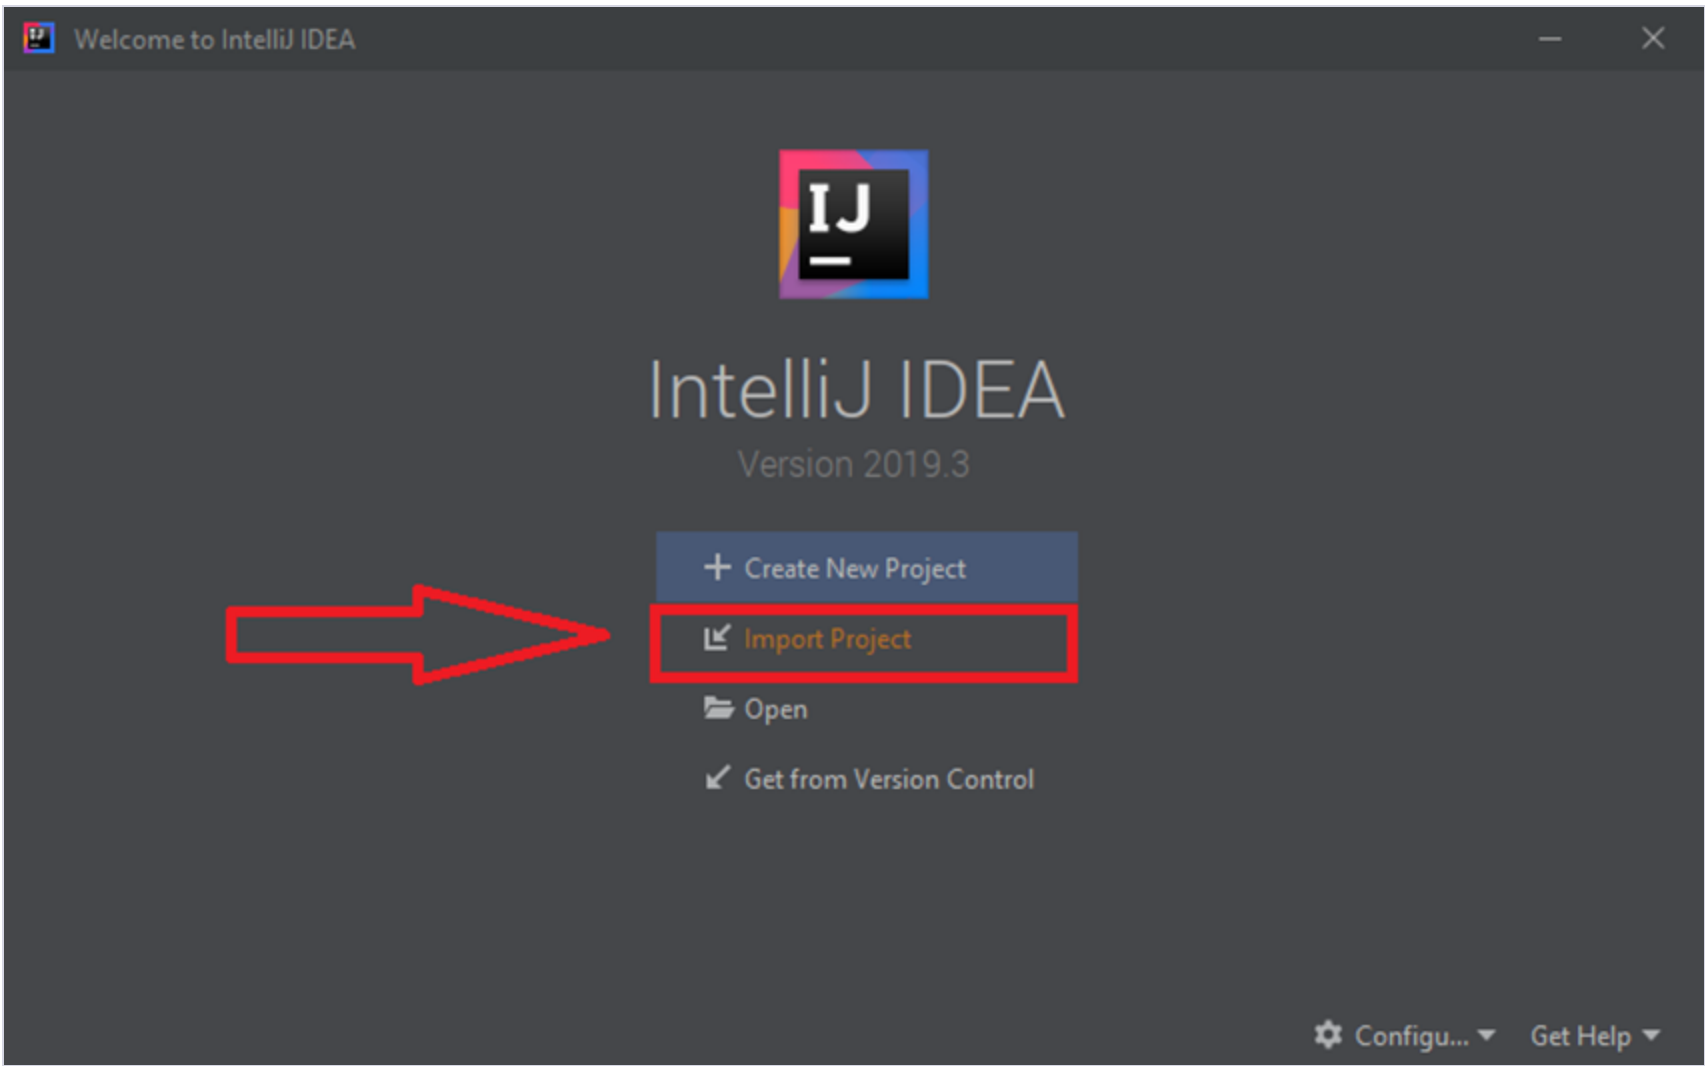 IJ
Welcome to IntelliJ IDEA
IJ
IntelliJ IDEA
Version 2019.3
Create New Project
Import Project
Open
Get from Version Control
Configu... Get Help